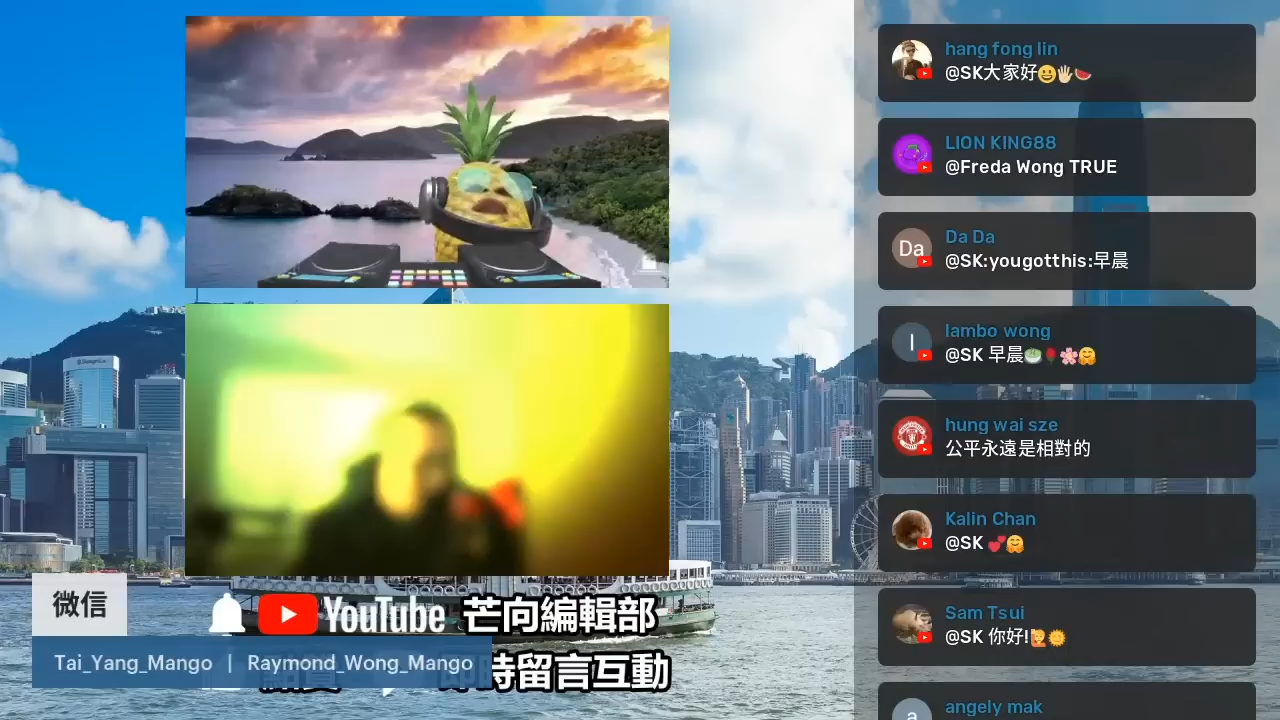 hang fong lin
@SK大家好😀🖐🍉
LION KING88
@Freda Wong TRUE
Da
Da Da
@SK:yougotthis:早晨
l
lambo wong
@SK 早晨🍵🌹🌸🤗
hung wai sze
公平永遠是相對的
Kalin Chan
@SK 💕🤗
Sam Tsui
@SK 你好!🙋🌞
a
angely mak
微信
Tai_Yang_Mango | Raymond_Wong_Mango
YouTube 芒向編輯部
即時留言互動